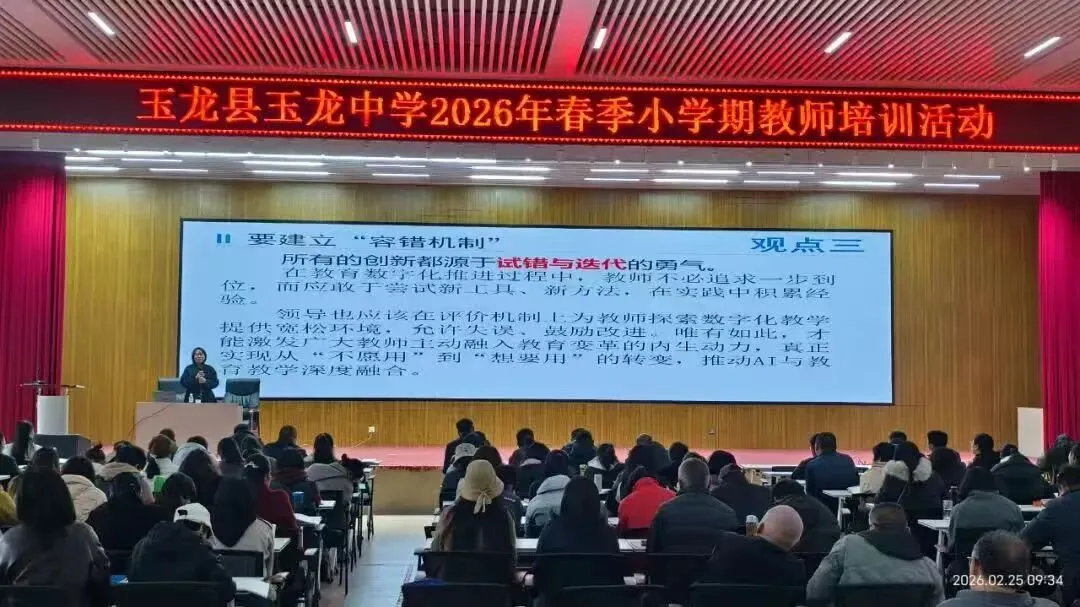 玉龙县玉龙中学2026年春季小学期教师培训活动
要建立“容错机制”
观点三
所有的创新都源于试错与迭代的勇气。
在教育数字化推进过程中，教师不必追求一步到
位，而应敢于尝试新工具、新方法，在实践中积累经
验。
领导也应该在评价机制上为教师探索数字化教学
提供宽松环境，允许失误、鼓励改进。唯有如此，才
能激发广大教师主动融入教育变革的内生动力，真正
实现从“不愿用”到“想要用”的转变，推动AI与教
育教学深度融合。
2026.02.25 09:34